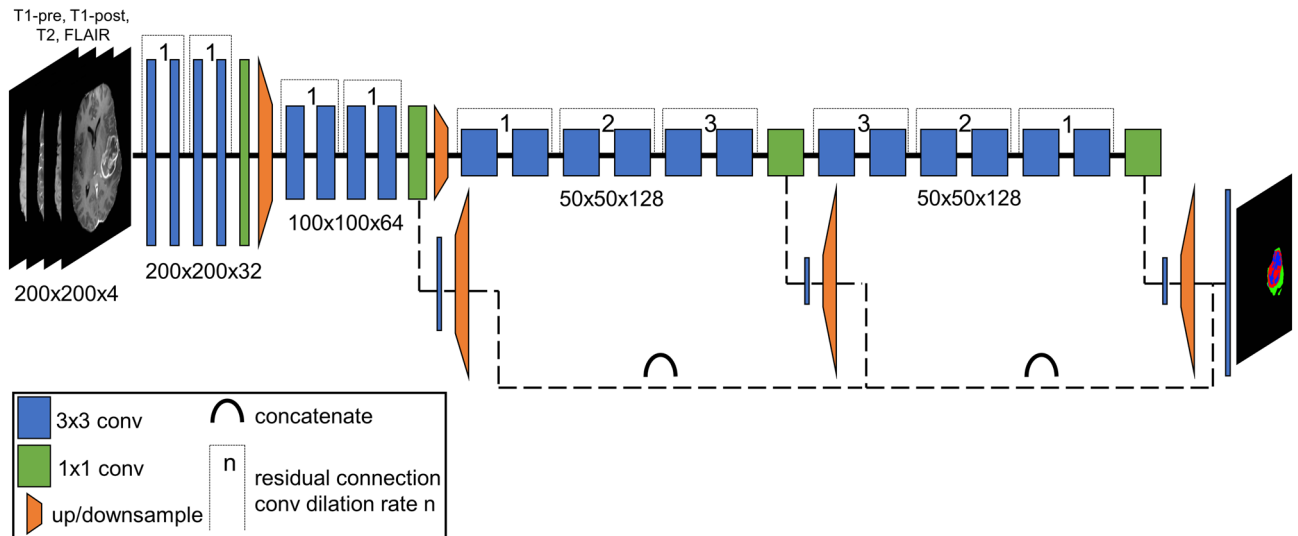 T1-pre, T1-post,
T2, FLAIR
1
1
1
1
1
2
3
3
2
1
200x200x4
200x200x32
100x100x64
50x50x128
50x50x128
3x3 conv
1x1 conv
up/downsample
concatenate
n
residual connection
conv dilation rate n